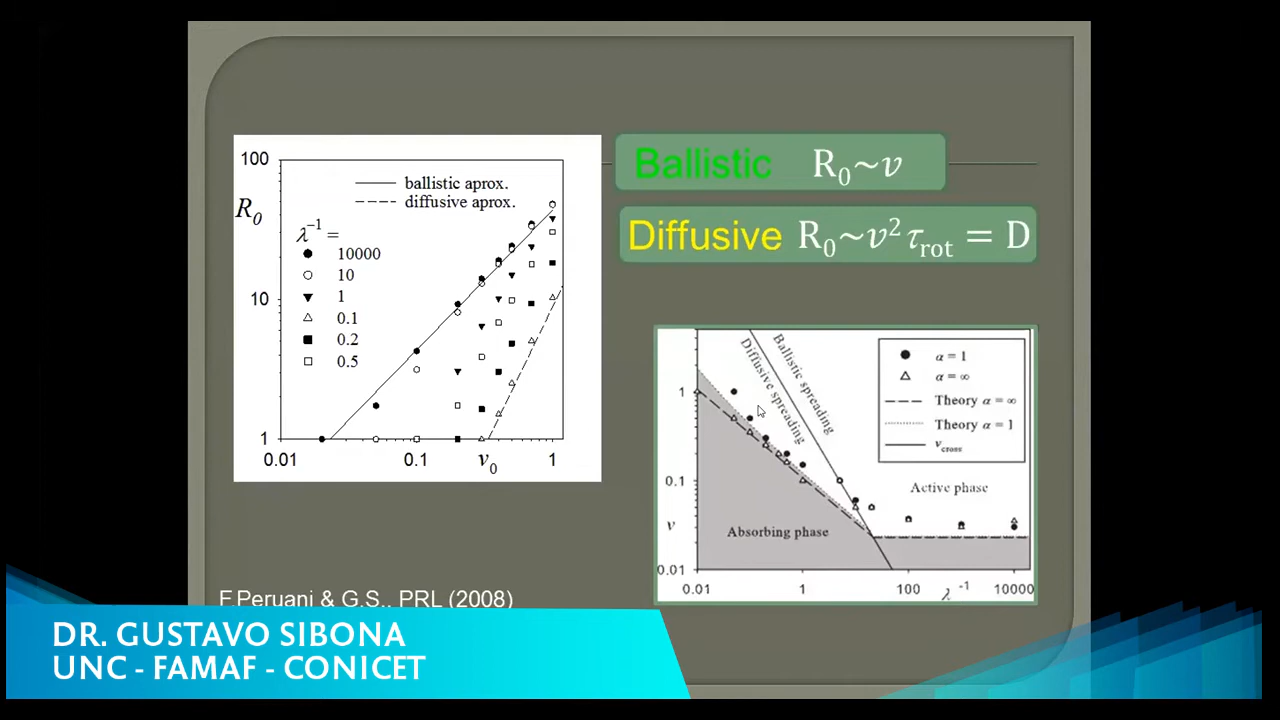 100
R0
10
1
0.01
0.1
v0
1
ballistic aprox.
diffusive aprox.
λ-1 =
10000
10
1
0.1
0.2
0.5
Ballistic R0~v
Diffusive R0~v²τrot = D
1
0.1
v
0.01
0.01
1
100
λ-1
10000
Ballistic spreading
Diffusive spreading
α = 1
α = ∞
Theory α = ∞
Theory α = 1
vcross
Active phase
Absorbing phase
F.Peruani & G.S., PRL (2008)
DR. GUSTAVO SIBONA
UNC - FAMAF - CONICET